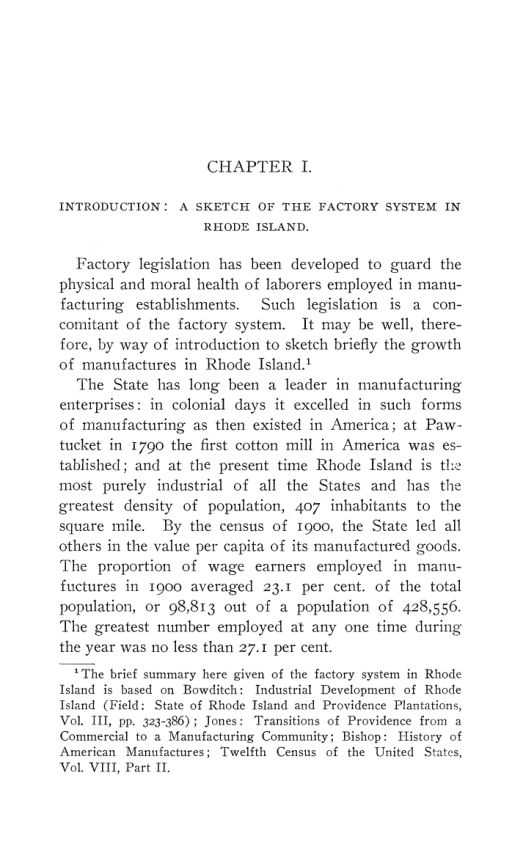 CHAPTER I.
INTRODUCTION: A SKETCH OF THE FACTORY SYSTEM IN
RHODE ISLAND.
Factory legislation has been developed to guard the
physical and moral health of laborers employed in manu-
facturing establishments. Such legislation is a con-
comitant of the factory system. It may be well, there-
fore, by way of introduction to sketch briefly the growth
of manufactures in Rhode Island.¹
The State has long been a leader in manufacturing
enterprises: in colonial days it excelled in such forms
of manufacturing as then existed in America; at Paw-
tucket in 1790 the first cotton mill in America was es-
tablished; and at the present time Rhode Island is the
most purely industrial of all the States and has the
greatest density of population, 407 inhabitants to the
square mile. By the census of 1900, the State led all
others in the value per capita of its manufactured goods.
The proportion of wage earners employed in manu-
fuctures in 1900 averaged 23.1 per cent. of the total
population, or 98,813 out of a population of 428,556.
The greatest number employed at any one time during
the year was no less than 27.1 per cent.
¹ The brief summary here given of the factory system in Rhode
Island is based on Bowditch: Industrial Development of Rhode
Island (Field: State of Rhode Island and Providence Plantations,
Vol. III, pp. 323-386); Jones: Transitions of Providence from a
Commercial to a Manufacturing Community; Bishop: History of
American Manufactures; Twelfth Census of the United States,
Vol. VIII, Part II.